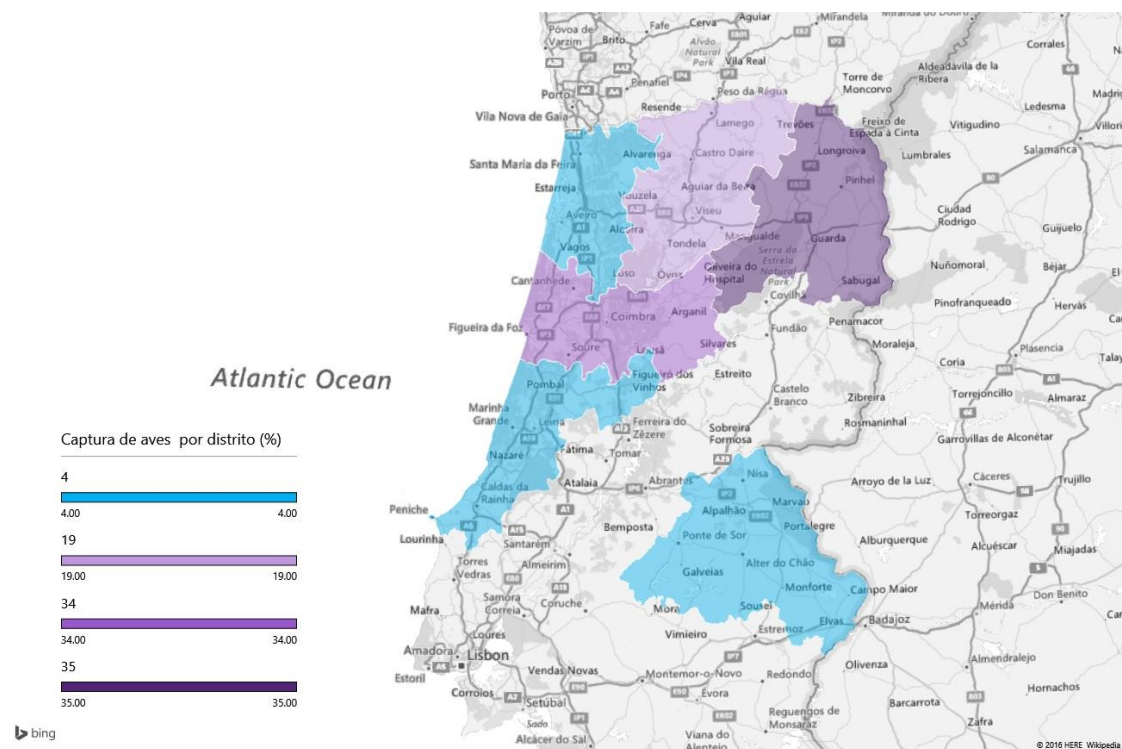 Aguiar
Mirandela
Póvoa de
Varzim
Fafe
Cerva
Brito
Alvão
Natural
Park
Vila Real
Penafiel
Porto
Peso da Régua
Torre de
Moncorvo
Aldeadávila de la
Ribera
Corrales
Resende
Vila Nova de Gaia
Lamego
Trevões
Freixo de
Espada à Cinta
Vitigudino
Ledesma
Santa Maria da Feira
Alvarenga
Castro Daire
Longroiva
Lumbrales
Salamanca
Estarreja
Vouzela
Aguiar da Beira
Pinhel
Aveiro
Viseu
Ciudad
Rodrigo
Vagos
Tondela
Mangualde
Guarda
Guijuelo
Serra da
Estrela
Natural
Park
Cantanhede
Luso
Oliveira do
Hospital
Sabugal
Nuñomoral
Béjar
Covilhã
Pinofranqueado
Hervás
Coimbra
Arganil
Figueira da Foz
Fundão
Penamacor
Soure
Lousã
Silvares
Moraleja
Plasencia
Atlantic Ocean
Pombal
Figueiró dos
Vinhos
Estreito
Coria
Castelo
Branco
Zibreira
Torrejoncillo
Almaraz
Marinha
Grande
Leiria
Ferreira do
Zêzere
Sobreira
Formosa
Rosmaninhal
Garrovillas de Alconétar
Captura de aves por distrito (%)
Nazaré
Fátima
Tomar
4
4.00 4.00
Caldas da
Rainha
Atalaia
Abrantes
Nisa
Arroyo de la Luz
Cáceres
Trujillo
Peniche
Alpalhão
Marvão
Portalegre
Torreorgaz
Lourinha
Bemposta
Ponte de Sor
Alburquerque
Alcuéscar
Miajadas
19
19.00 19.00
Santarém
Torres
Vedras
Almeirim
Galveias
Alter do Chão
Monforte
Campo Maior
Don Benito
Mafra
Samora
Correia
Coruche
Mora
Sousel
Elvas
Badajoz
Mérida
34
34.00 34.00
Loures
Vimieiro
Estremoz
Amadora
Lisbon
Estoril
Vendas Novas
Montemor-o-Novo
Redondo
Olivenza
Almendralejo
35
35.00 35.00
Corroios
Setúbal
Évora
Hornachos
Sado
Reguengos de
Monsaraz
Barcarrota
Zafra
Alcácer do Sal
Viana do
Alentejo
bing
© 2016 HERE Wikipedia